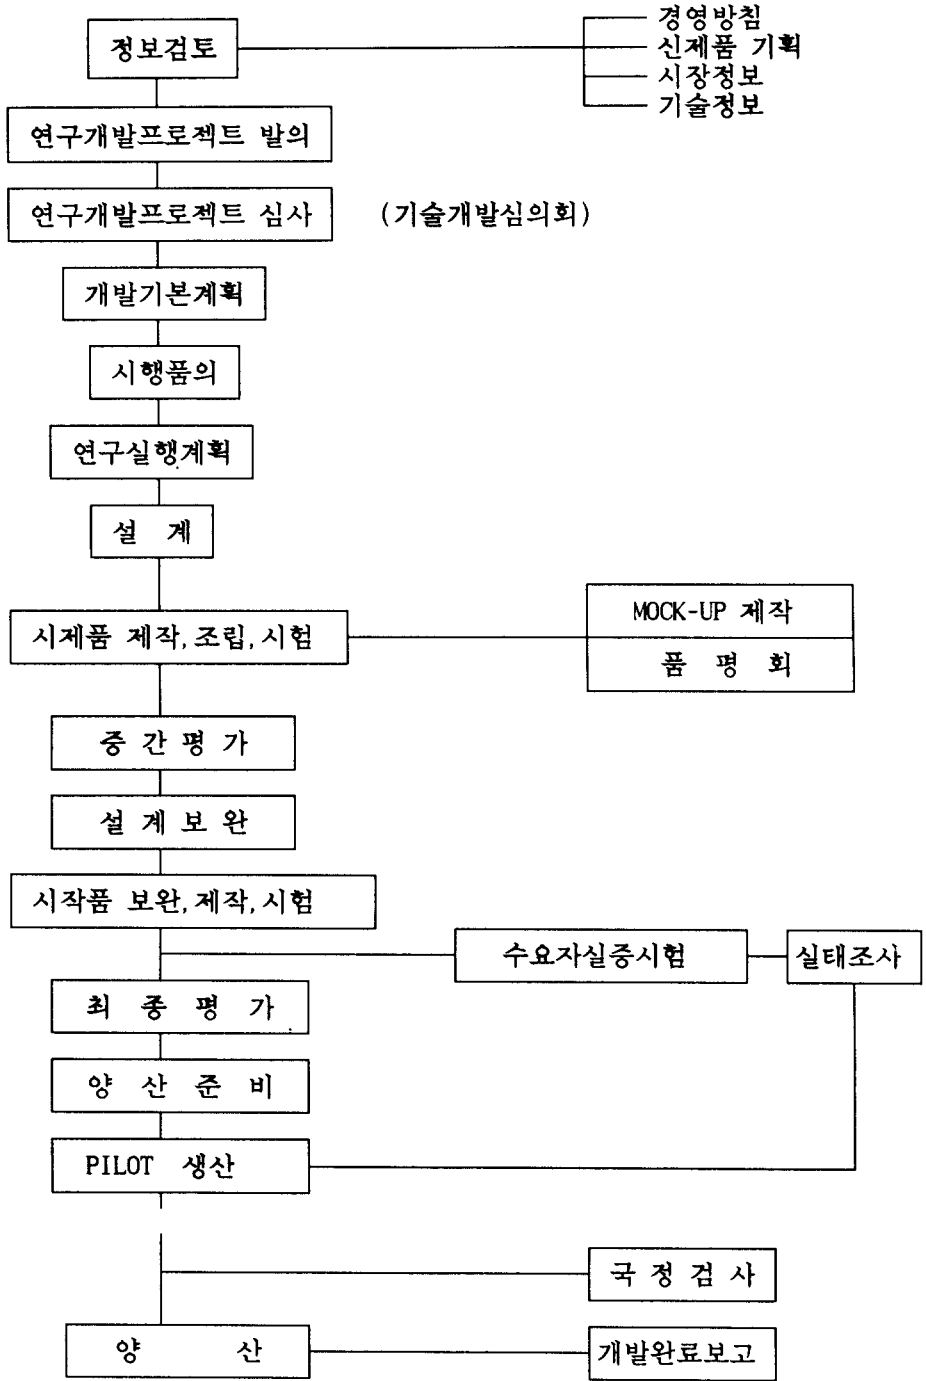 정보검토
경영방침
신제품 기획
시장정보
기술정보
연구개발프로젝트 발의
연구개발프로젝트 심사 (기술개발심의회)
개발기본계획
시행품의
연구실행계획
설 계
시제품 제작,조립,시험
MOCK-UP 제작
품 평 회
중 간 평 가
설 계 보 완
시작품 보완,제작,시험
수요자실증시험
실태조사
최 종 평 가
양 산 준 비
PILOT 생산
국 정 검 사
양 산
개발완료보고